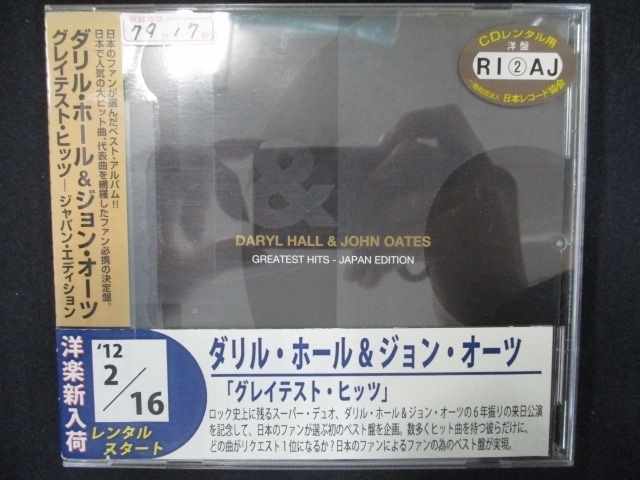 日本のファンが選んだベスト・アルバム!!
日本で人気の大ヒット曲、代表曲を網羅したファン必携の決定盤。
ダリル・ホール&ジョン・オーツ
グレイテスト・ヒッツ―ジャパン・エディション
CDレンタル用
洋盤
RI②AJ
日本レコード協会
&
DARYL HALL & JOHN OATES
GREATEST HITS - JAPAN EDITION
洋楽新入荷
'12
2/16
レンタル
スタート
ダリル・ホール&ジョン・オーツ
「グレイテスト・ヒッツ」
ロック史上に残るスーパー・デュオ、ダリル・ホール&ジョン・オーツの6年振りの来日公演
を記念して、日本のファンが選ぶ初のベスト盤を企画。数多くヒット曲を持つ彼らだけに、
どの曲がリクエスト1位になるか?日本のファンによるファンの為のベスト盤が実現。